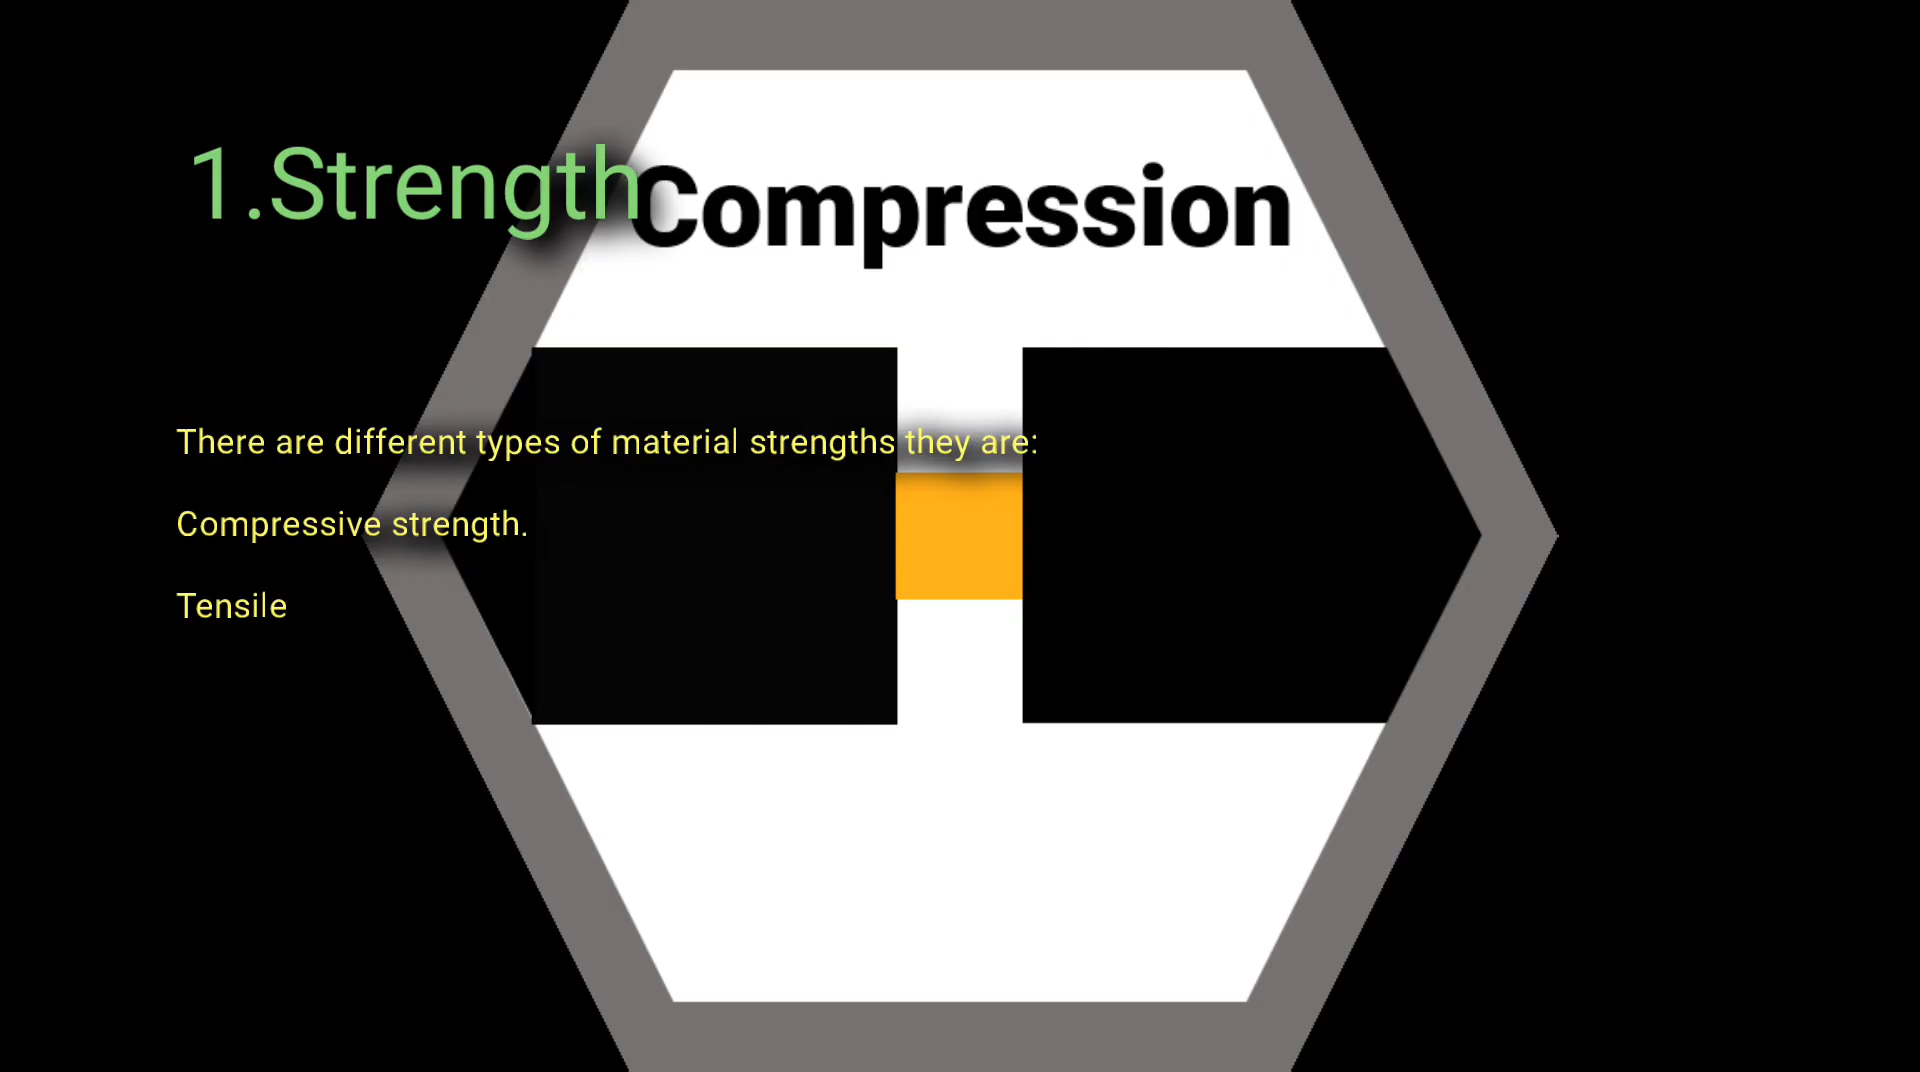 1.Strength
Compression
There are different types of material strengths they are:
Compressive strength.
Tensile